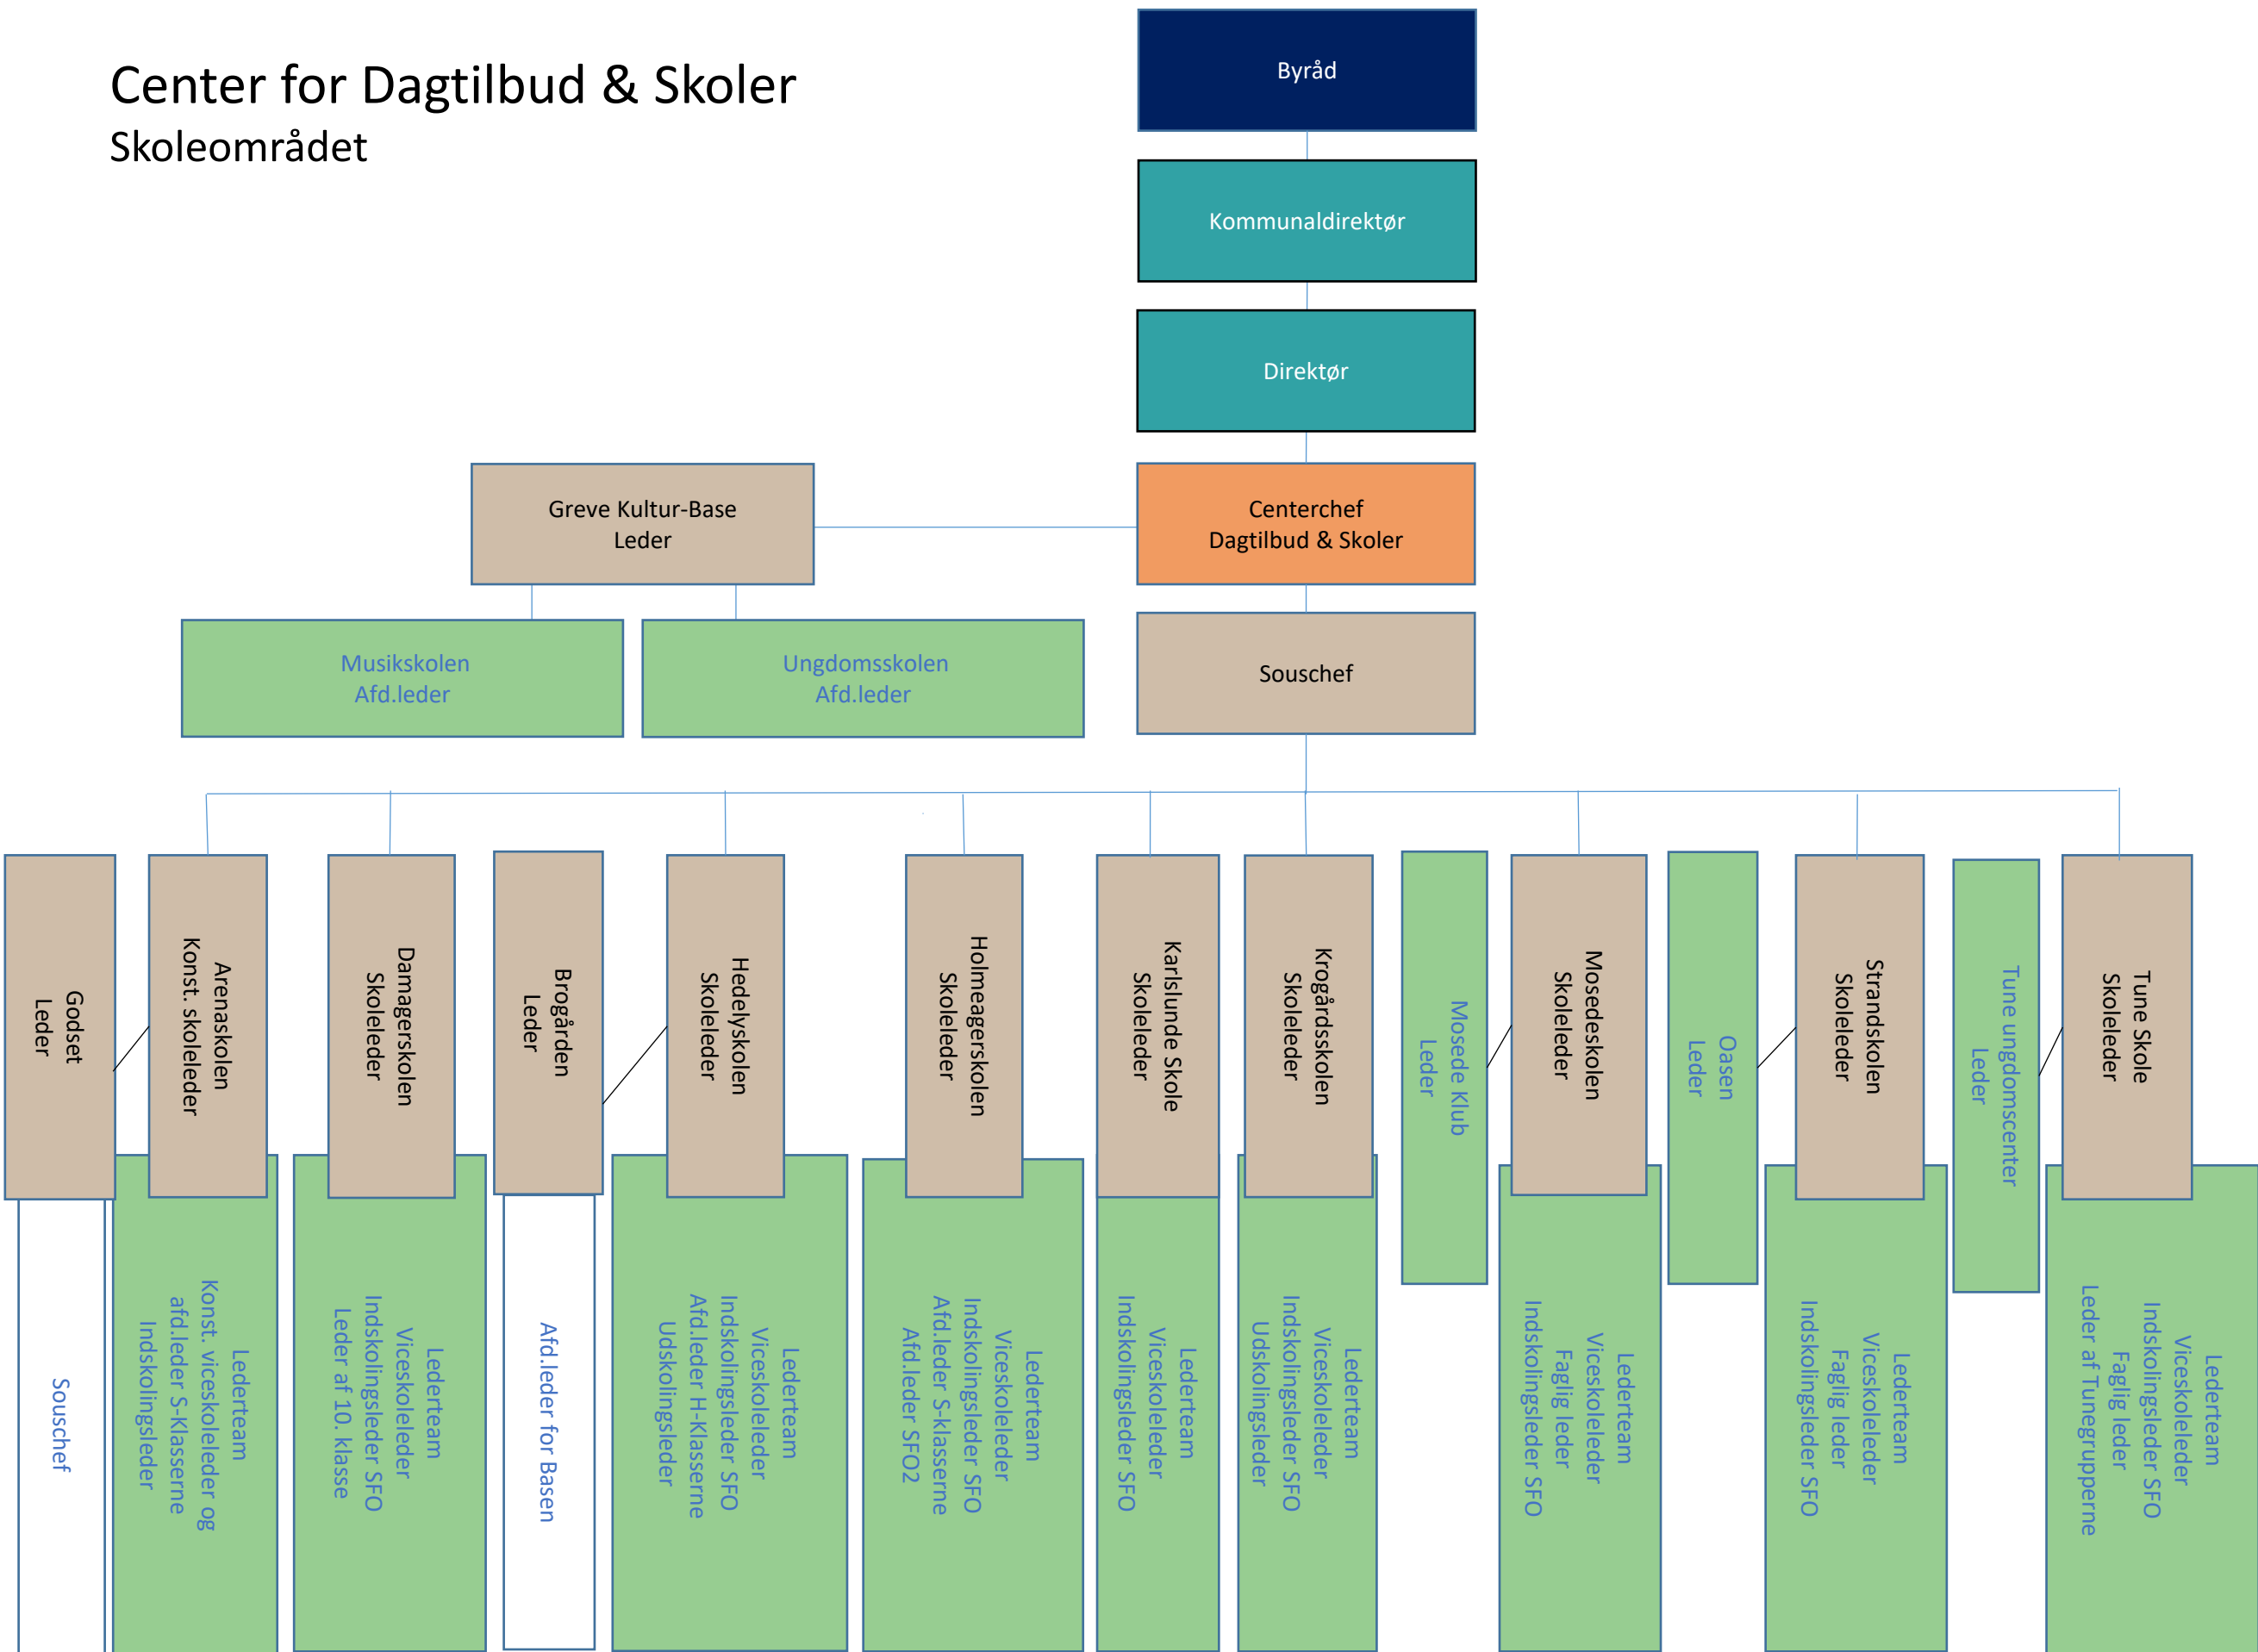 Center for Dagtilbud & Skoler
Skoleområdet
Byråd
Kommunaldirektør
Direktør
Greve Kultur-Base
Leder
Centerchef
Dagtilbud & Skoler
Musikskolen
Afd.leder
Ungdomsskolen
Afd.leder
Souschef
Godset
Leder
Arenaskolen
Konst. skoleleder
Damagerskolen
Skoleleder
Brogården
Leder
Hedelyskolen
Skoleleder
Holmeagerskolen
Skoleleder
Karlslunde Skole
Skoleleder
Krogårdsskolen
Skoleleder
Mosede Klub
Leder
Mosedeskolen
Skoleleder
Oasen
Leder
Strandskolen
Skoleleder
Tune ungdomscenter
Leder
Tune Skole
Skoleleder
Souschef
Lederteam
Konst. viceskoleleder og
afd.leder S-Klasserne
Indskolingsleder
Lederteam
Viceskoleleder
Indskolingsleder SFO
Leder af 10. klasse
Afd.leder for Basen
Lederteam
Viceskoleleder
Indskolingsleder SFO
Afd.leder H-Klasserne
Udskolingsleder
Lederteam
Viceskoleleder
Indskolingsleder SFO
Afd.leder S-klasserne
Afd.leder SFO2
Lederteam
Viceskoleleder
Indskolingsleder SFO
Lederteam
Viceskoleleder
Indskolingsleder SFO
Udskolingsleder
Lederteam
Viceskoleleder
Faglig leder
Indskolingsleder SFO
Lederteam
Viceskoleleder
Faglig leder
Indskolingsleder SFO
Lederteam
Viceskoleleder
Indskolingsleder SFO
Faglig leder
Leder af Tunegrupperne